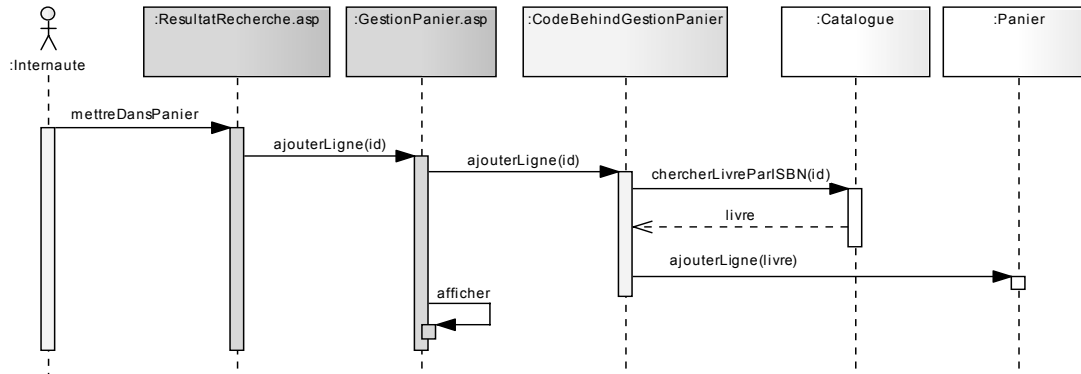 :ResultatRecherche.asp
:GestionPanier.asp
:CodeBehindGestionPanier
:Catalogue
:Panier
:Internaute
mettreDansPanier
ajouterLigne(id)
ajouterLigne(id)
chercherLivreParISBN(id)
livre
ajouterLigne(livre)
afficher